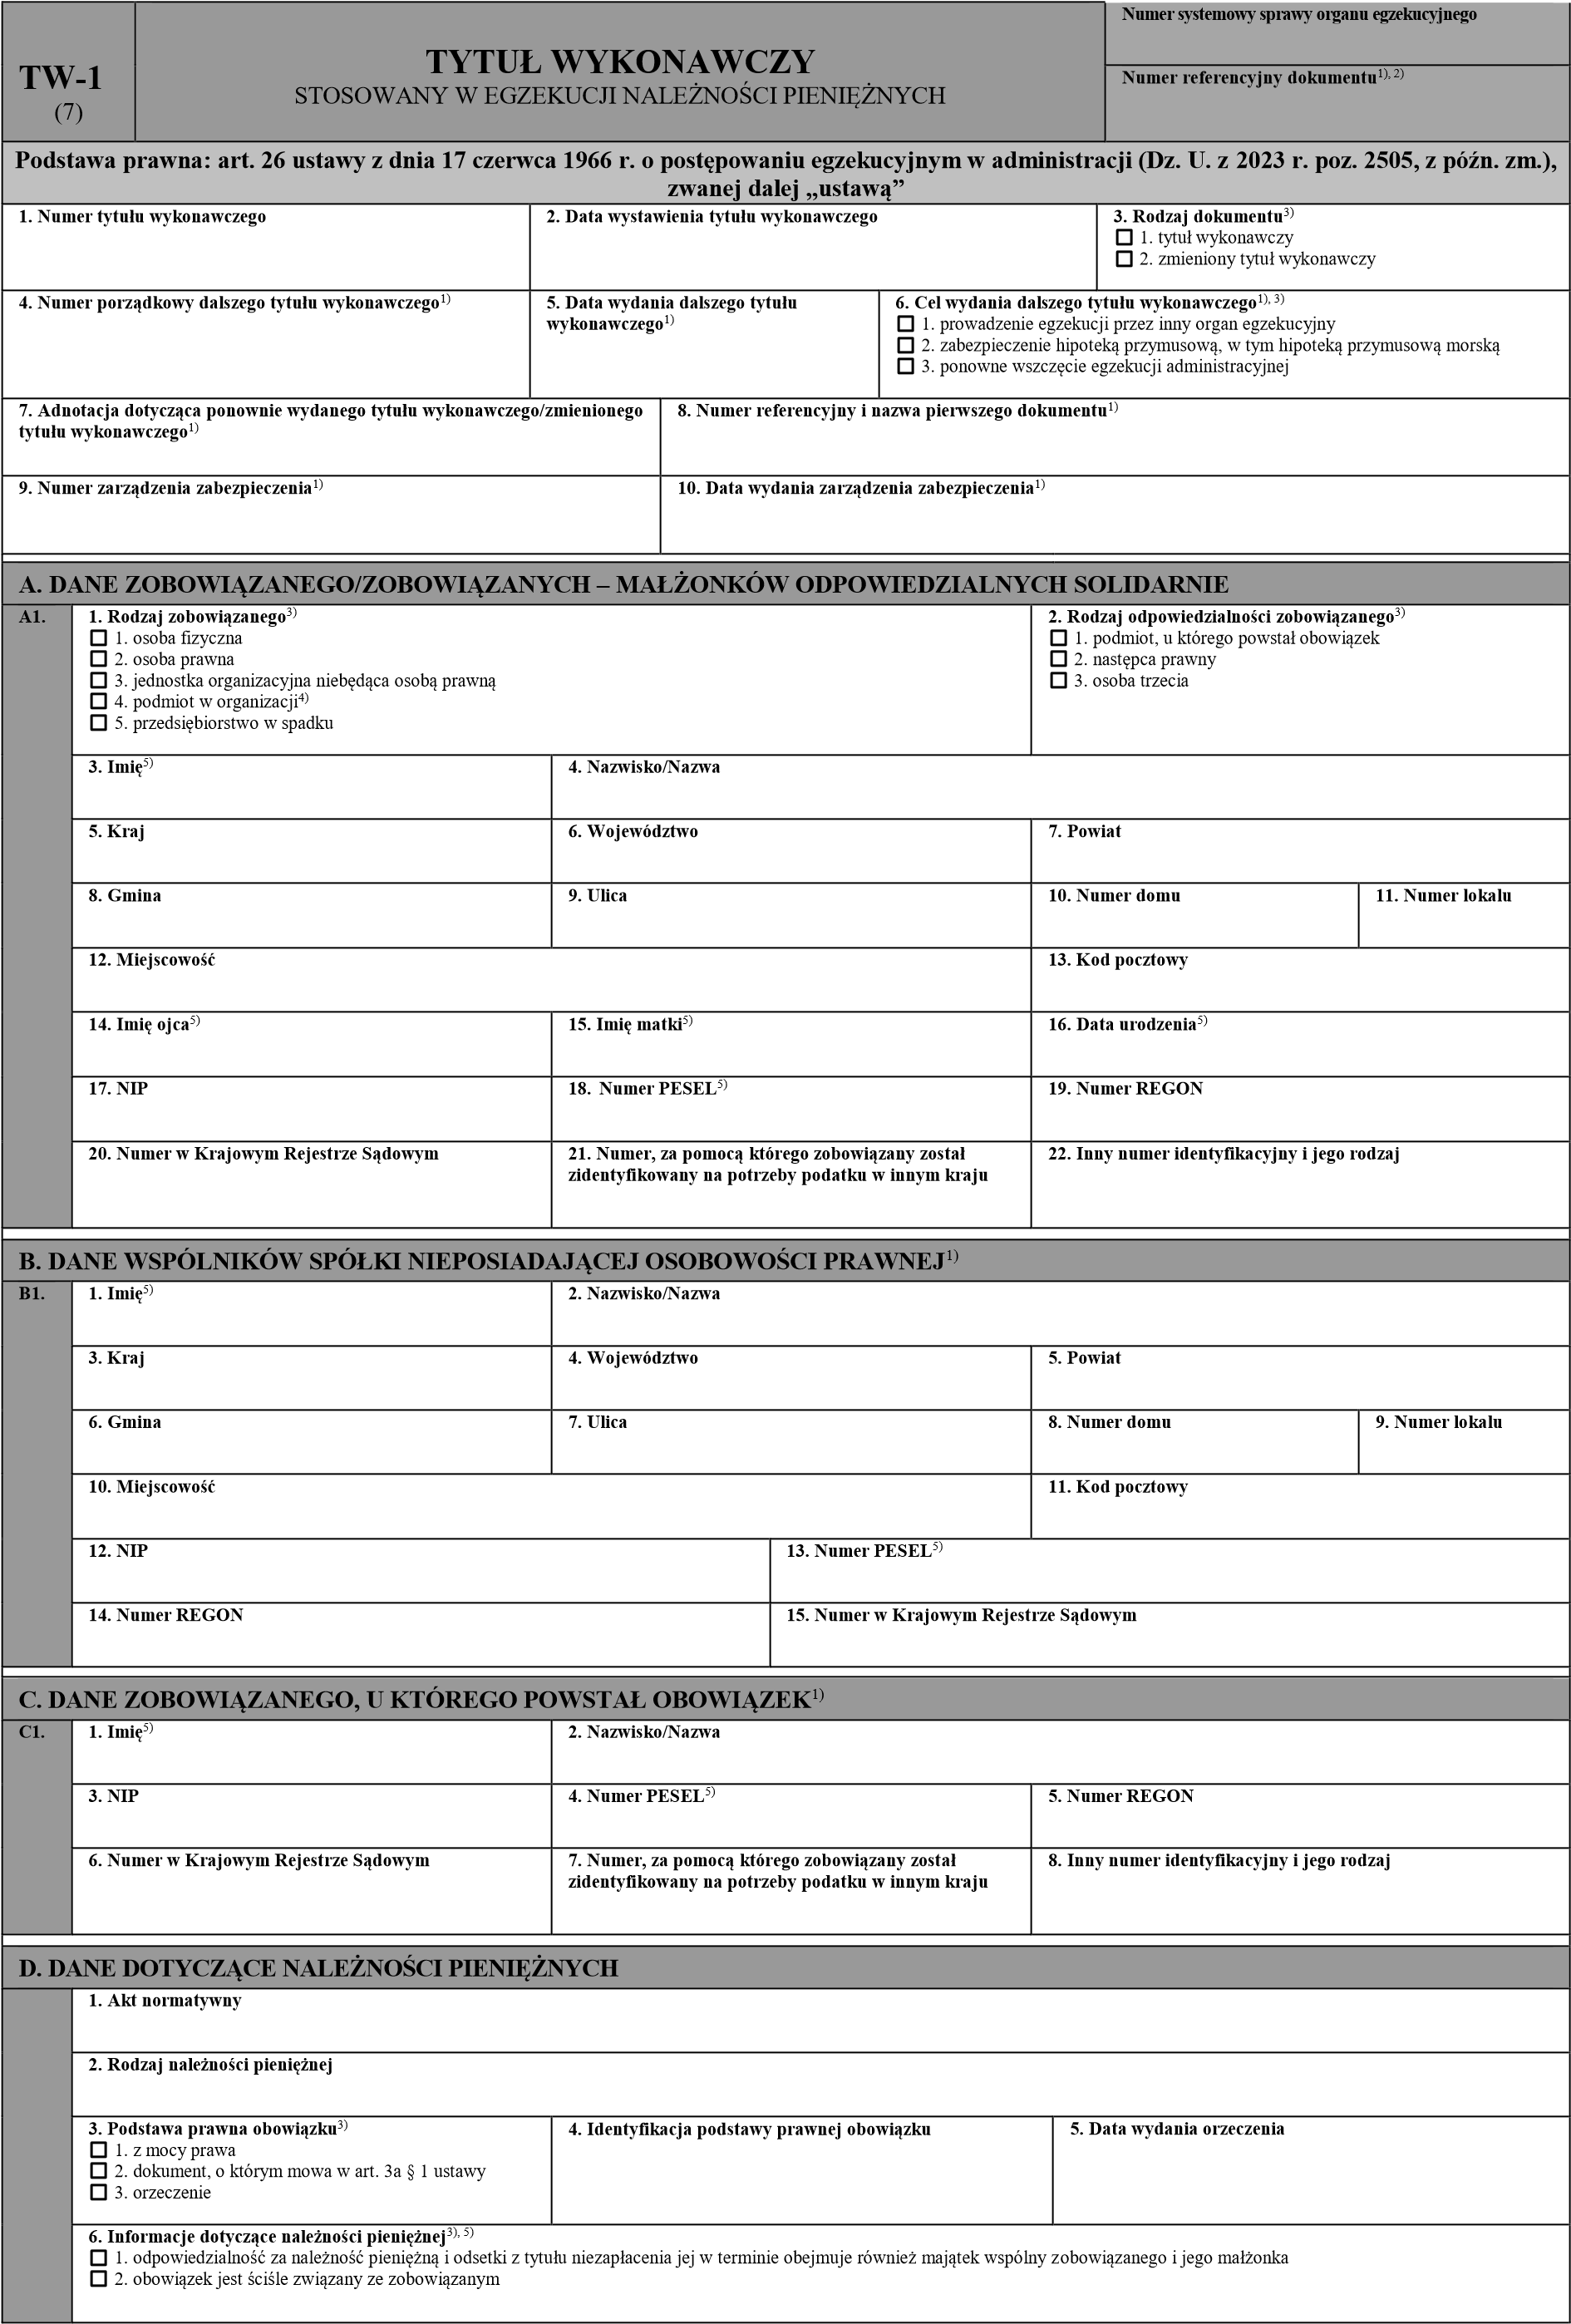 TW-1
(7)
TYTUŁ WYKONAWCZY
STOSOWANY W EGZEKUCJI NALEŻNOŚCI PIENIĘŻNYCH
Numer systemowy sprawy organu egzekucyjnego
Numer referencyjny dokumentu1), 2)
Podstawa prawna: art. 26 ustawy z dnia 17 czerwca 1966 r. o postępowaniu egzekucyjnym w administracji (Dz. U. z 2023 r. poz. 2505, z późn. zm.),
zwanej dalej „ustawą”
1. Numer tytułu wykonawczego
2. Data wystawienia tytułu wykonawczego
3. Rodzaj dokumentu3)
1. tytuł wykonawczy
2. zmieniony tytuł wykonawczy
4. Numer porządkowy dalszego tytułu wykonawczego1)
5. Data wydania dalszego tytułu
wykonawczego1)
6. Cel wydania dalszego tytułu wykonawczego1), 3)
1. prowadzenie egzekucji przez inny organ egzekucyjny
2. zabezpieczenie hipoteką przymusową, w tym hipoteką przymusową morską
3. ponowne wszczęcie egzekucji administracyjnej
7. Adnotacja dotycząca ponownie wydanego tytułu wykonawczego/zmienionego
tytułu wykonawczego1)
8. Numer referencyjny i nazwa pierwszego dokumentu1)
9. Numer zarządzenia zabezpieczenia1)
10. Data wydania zarządzenia zabezpieczenia1)
A. DANE ZOBOWIĄZANEGO/ZOBOWIĄZANYCH – MAŁŻONKÓW ODPOWIEDZIALNYCH SOLIDARNIE
A1.
1. Rodzaj zobowiązanego3)
1. osoba fizyczna
2. osoba prawna
3. jednostka organizacyjna niebędąca osobą prawną
4. podmiot w organizacji4)
5. przedsiębiorstwo w spadku
2. Rodzaj odpowiedzialności zobowiązanego3)
1. podmiot, u którego powstał obowiązek
2. następca prawny
3. osoba trzecia
3. Imię5)
4. Nazwisko/Nazwa
5. Kraj
6. Województwo
7. Powiat
8. Gmina
9. Ulica
10. Numer domu
11. Numer lokalu
12. Miejscowość
13. Kod pocztowy
14. Imię ojca5)
15. Imię matki5)
16. Data urodzenia5)
17. NIP
18. Numer PESEL5)
19. Numer REGON
20. Numer w Krajowym Rejestrze Sądowym
21. Numer, za pomocą którego zobowiązany został
zidentyfikowany na potrzeby podatku w innym kraju
22. Inny numer identyfikacyjny i jego rodzaj
B. DANE WSPÓLNIKÓW SPÓŁKI NIEPOSIADAJĄCEJ OSOBOWOŚCI PRAWNEJ1)
B1.
1. Imię5)
2. Nazwisko/Nazwa
3. Kraj
4. Województwo
5. Powiat
6. Gmina
7. Ulica
8. Numer domu
9. Numer lokalu
10. Miejscowość
11. Kod pocztowy
12. NIP
13. Numer PESEL5)
14. Numer REGON
15. Numer w Krajowym Rejestrze Sądowym
C. DANE ZOBOWIĄZANEGO, U KTÓREGO POWSTAŁ OBOWIĄZEK1)
C1.
1. Imię5)
2. Nazwisko/Nazwa
3. NIP
4. Numer PESEL5)
5. Numer REGON
6. Numer w Krajowym Rejestrze Sądowym
7. Numer, za pomocą którego zobowiązany został
zidentyfikowany na potrzeby podatku w innym kraju
8. Inny numer identyfikacyjny i jego rodzaj
D. DANE DOTYCZĄCE NALEŻNOŚCI PIENIĘŻNYCH
1. Akt normatywny
2. Rodzaj należności pieniężnej
3. Podstawa prawna obowiązku3)
1. z mocy prawa
2. dokument, o którym mowa w art. 3a § 1 ustawy
3. orzeczenie
4. Identyfikacja podstawy prawnej obowiązku
5. Data wydania orzeczenia
6. Informacje dotyczące należności pieniężnej3), 5)
1. odpowiedzialność za należność pieniężną i odsetki z tytułu niezapłacenia jej w terminie obejmuje również majątek wspólny zobowiązanego i jego małżonka
2. obowiązek jest ściśle związany ze zobowiązanym